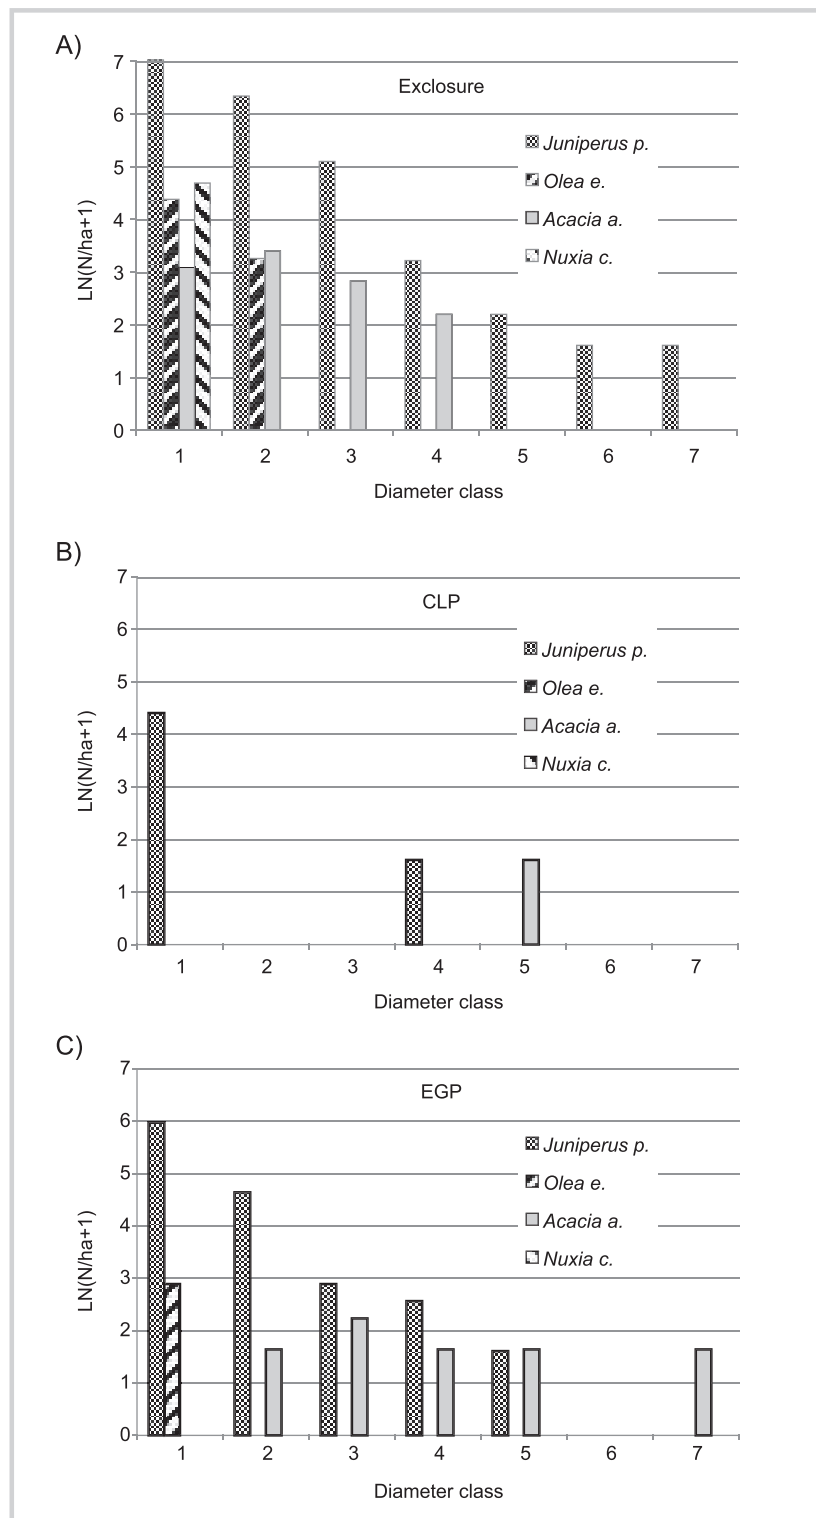 A)
Exclosure
LN(N/ha+1)
7
6
5
4
3
2
1
0
Juniperus p.
Olea e.
Acacia a.
Nuxia c.
1 2 3 4 5 6 7
Diameter class
B)
CLP
LN(N/ha+1)
7
6
5
4
3
2
1
0
Juniperus p.
Olea e.
Acacia a.
Nuxia c.
1 2 3 4 5 6 7
Diameter class
C)
EGP
LN(N/ha+1)
7
6
5
4
3
2
1
0
Juniperus p.
Olea e.
Acacia a.
Nuxia c.
1 2 3 4 5 6 7
Diameter class